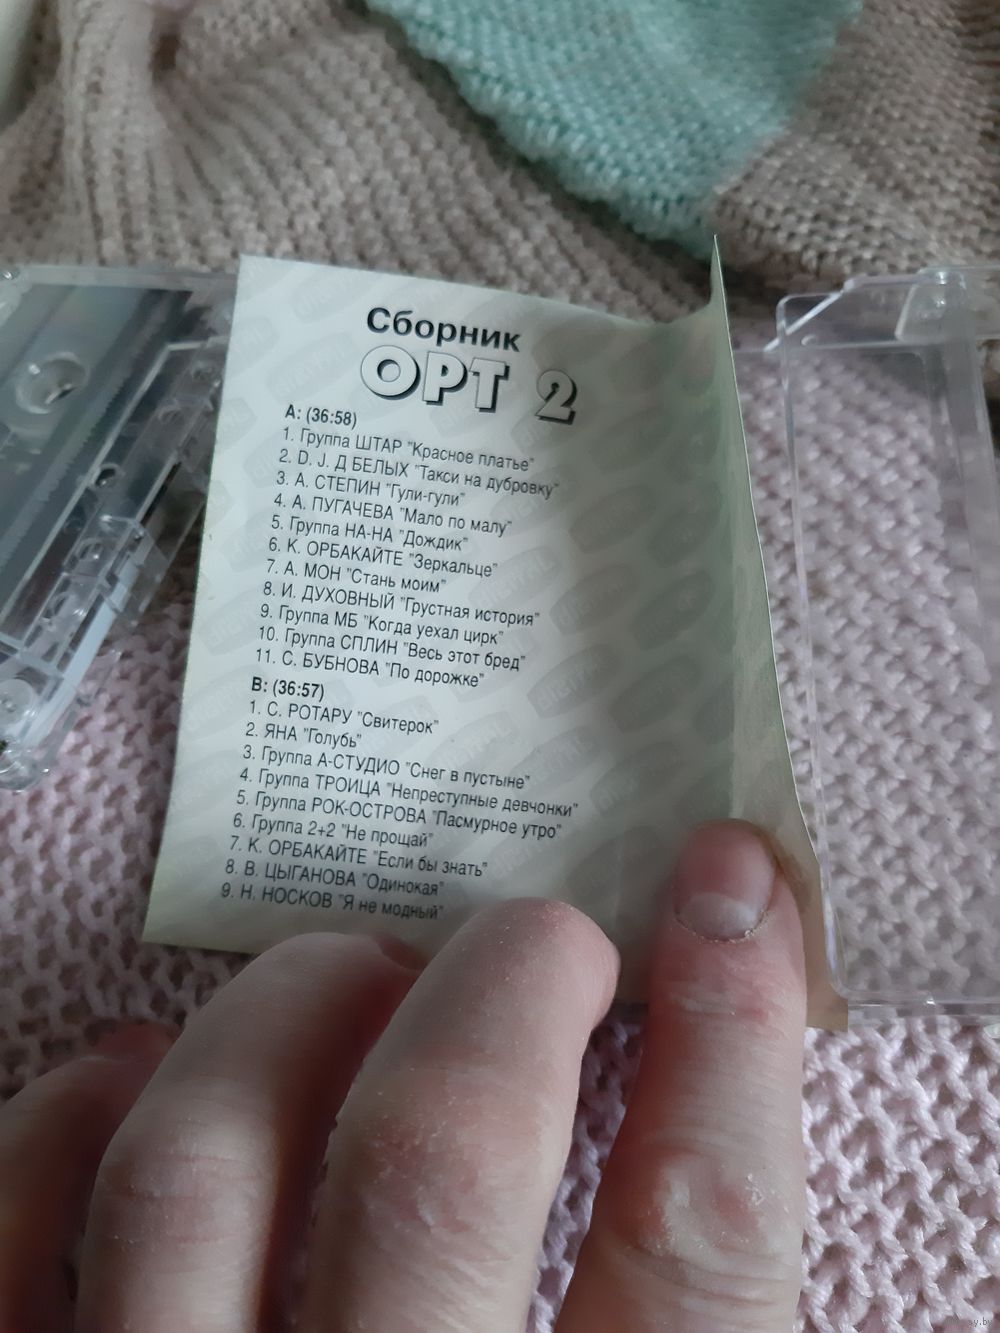 Сборник
ОРТ 2
А: (36:58)
1. Группа ШТАР "Красное платье"
2. D. J. Д БЕЛЫХ "Такси на дубровку"
3. А. СТЕПИН "Гули-гули"
4. А. ПУГАЧЕВА "Мало по малу"
5. Группа НА-НА "Дождик"
6. К. ОРБАКАЙТЕ "Зеркальце"
7. А. МОН "Стань моим"
8. И. ДУХОВНЫЙ "Грустная история"
9. Группа МБ "Когда уехал цирк"
10. Группа СПЛИН "Весь этот бред"
11. С. БУБНОВА "По дорожке"
В: (36:57)
1. С. РОТАРУ "Свитерок"
2. ЯНА "Голубь"
3. Группа А-СТУДИО "Снег в пустыне"
4. Группа ТРОИЦА "Непреступные девчонки"
5. Группа РОК-ОСТРОВА "Пасмурное утро"
6. Группа 2+2 "Не прощай"
7. К. ОРБАКАЙТЕ "Если бы знать"
8. В. ЦЫГАНОВА "Одинокая"
9. Н. НОСКОВ "Я не модный"